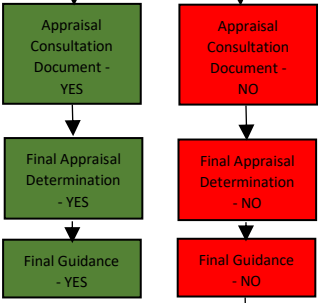 Appraisal
Consultation
Document -
YES
Appraisal
Consultation
Document -
NO
Final Appraisal
Determination
- YES
Final Appraisal
Determination
- NO
Final Guidance
- YES
Final Guidance
- NO